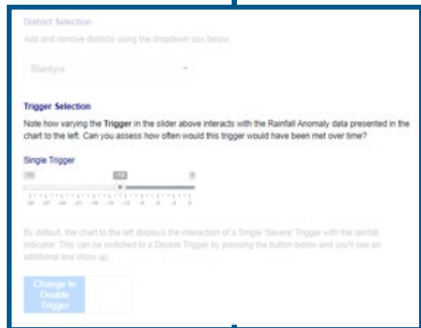 District Selection
Add and remove districts using the dropdown box below.
Blantyre
Trigger Selection
Note how varying the Trigger in the slider above interacts with the Rainfall Anomaly data presented in the
chart to the left. Can you assess how often would this trigger would have been met over time?
Single Trigger
By default, the chart to the left displays the interaction of a Single 'Severe' Trigger with the rainfall
indicator. This can be switched to a Double Trigger by pressing the button below and you'll see an
additional line show up.
Change to
Double
Trigger